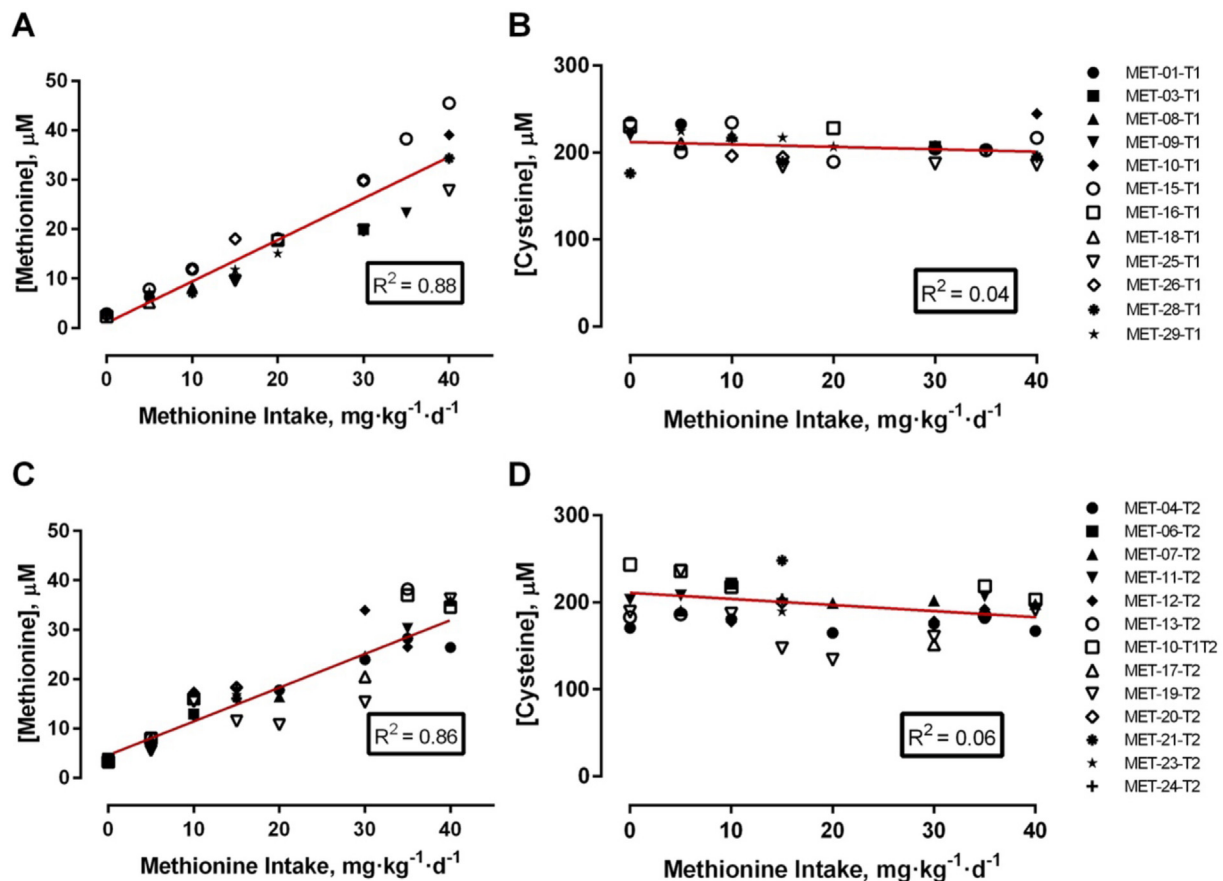 A
[Methionine], μM
50
40
30
20
10
0
R² = 0.88
0 10 20 30 40
Methionine Intake, mg·kg⁻¹·d⁻¹
B
[Cysteine], μM
300
200
100
0
R² = 0.04
0 10 20 30 40
Methionine Intake, mg·kg⁻¹·d⁻¹
MET-01-T1
MET-03-T1
MET-08-T1
MET-09-T1
MET-10-T1
MET-15-T1
MET-16-T1
MET-18-T1
MET-25-T1
MET-26-T1
MET-28-T1
MET-29-T1
C
[Methionine], μM
50
40
30
20
10
0
R² = 0.86
0 10 20 30 40
Methionine Intake, mg·kg⁻¹·d⁻¹
D
[Cysteine], μM
300
200
100
0
R² = 0.06
0 10 20 30 40
Methionine Intake, mg·kg⁻¹·d⁻¹
MET-04-T2
MET-06-T2
MET-07-T2
MET-11-T2
MET-12-T2
MET-13-T2
MET-10-T1T2
MET-17-T2
MET-19-T2
MET-20-T2
MET-21-T2
MET-23-T2
MET-24-T2